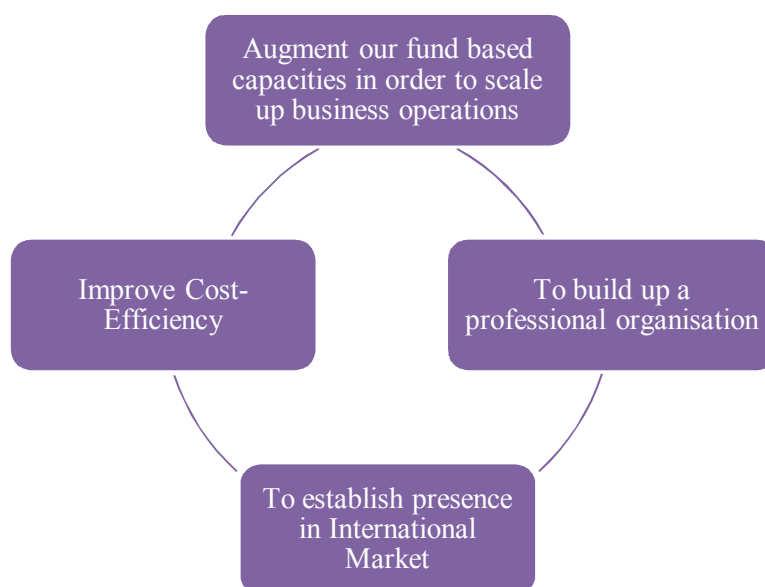 Augment our fund based
capacities in order to scale
up business operations
Improve Cost-
Efficiency
To build up a
professional organisation
To establish presence
in International
Market